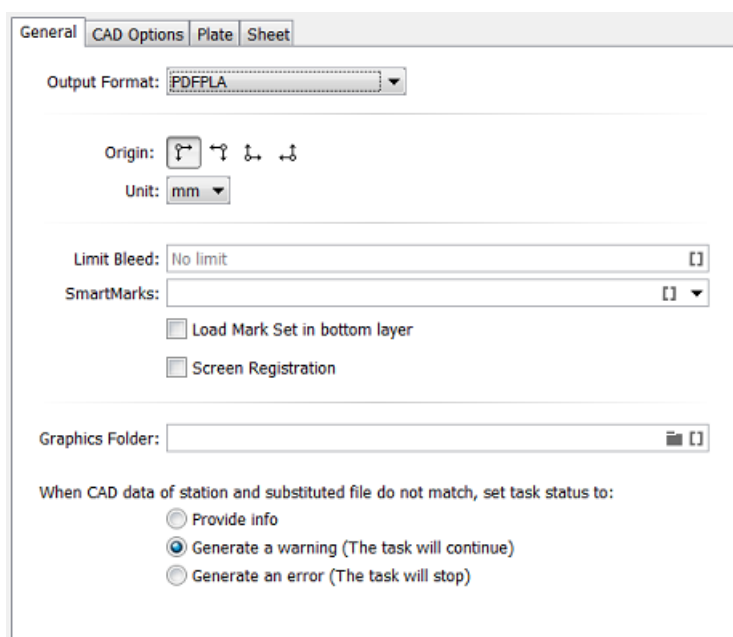 General CAD Options Plate Sheet
Output Format: PDFPLA
Origin:
Unit: mm
Limit Bleed: No limit
SmartMarks:
Load Mark Set in bottom layer
Screen Registration
Graphics Folder:
When CAD data of station and substituted file do not match, set task status to:
Provide info
Generate a warning (The task will continue)
Generate an error (The task will stop)